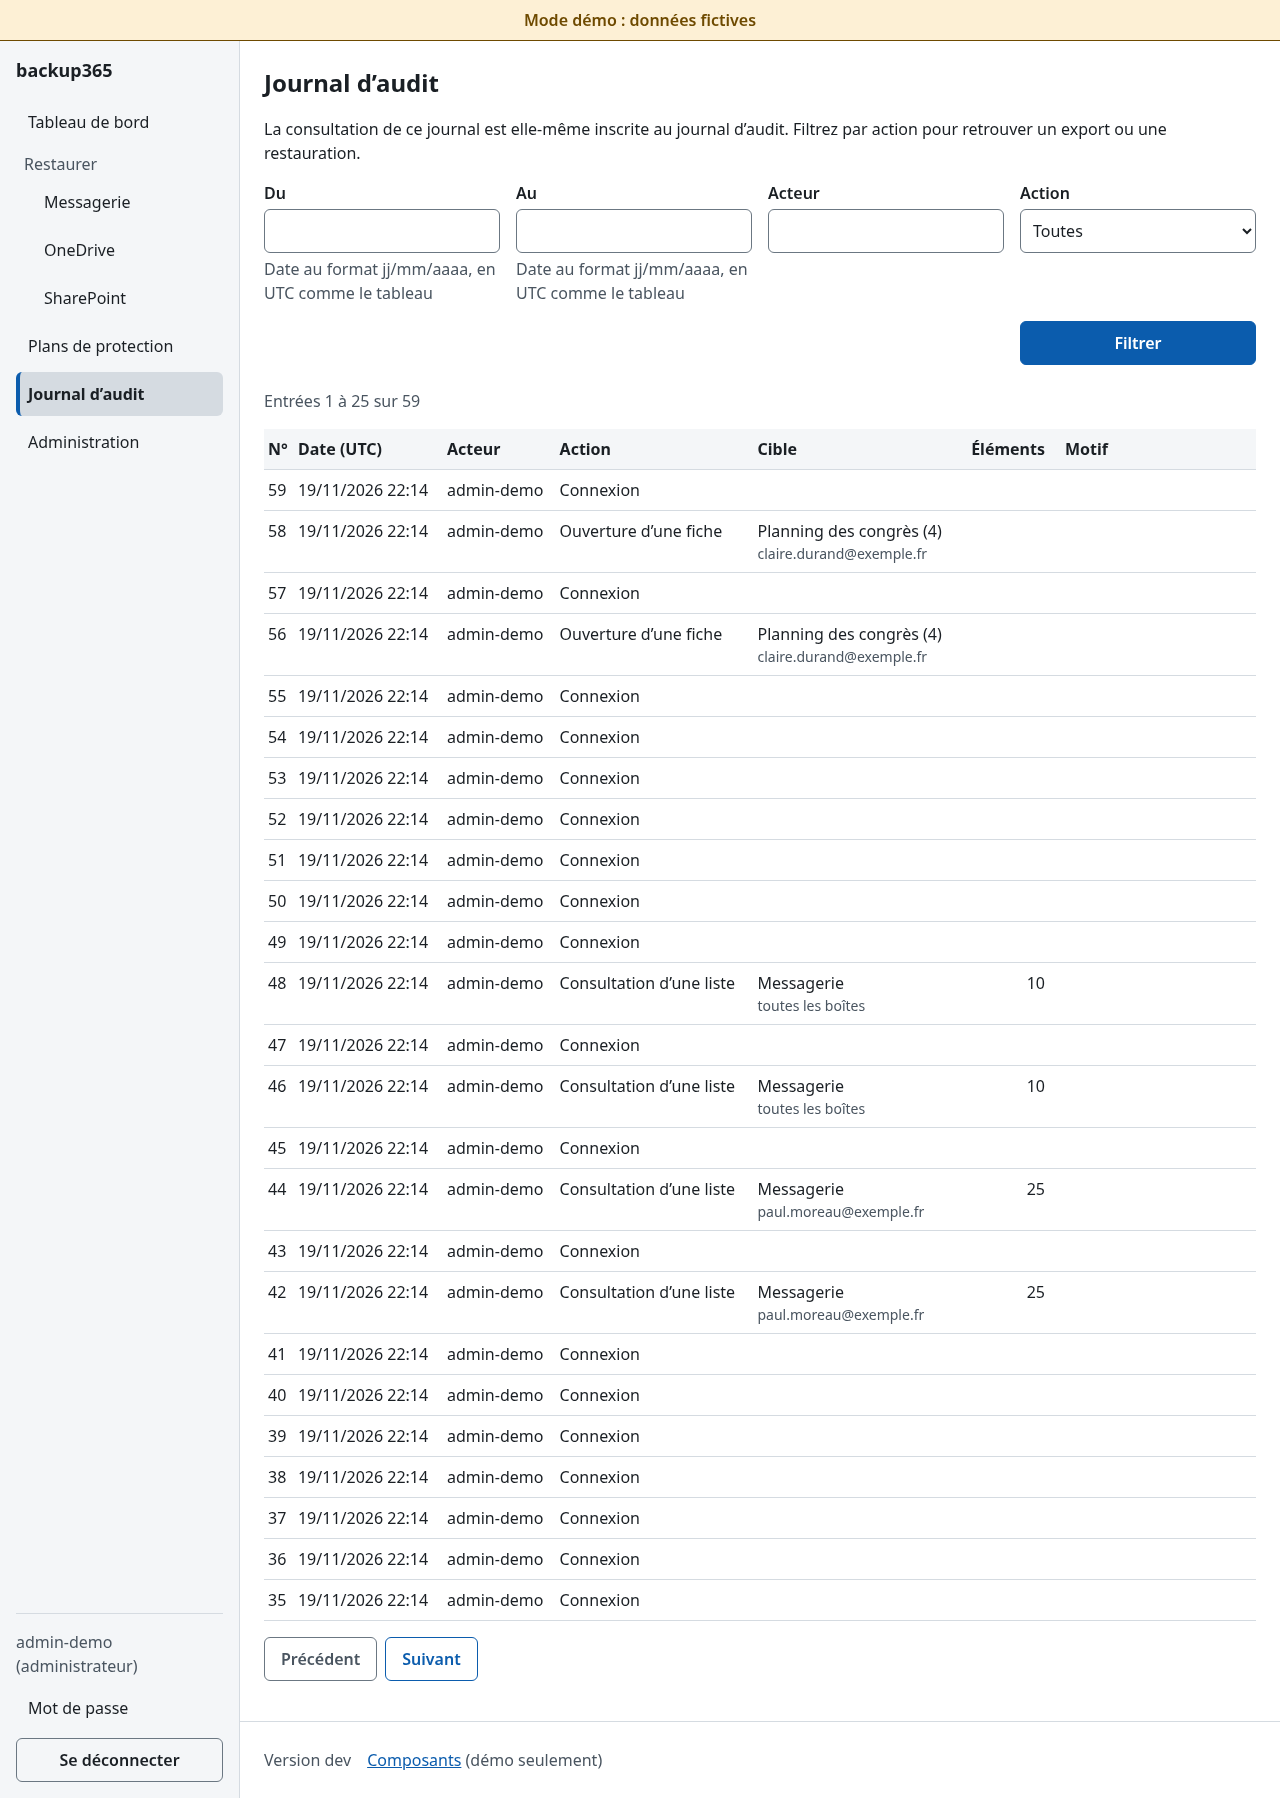 Mode démo : données fictives
backup365
Tableau de bord
Restaurer
Messagerie
OneDrive
SharePoint
Plans de protection
Journal d’audit
Administration
admin-demo
(administrateur)
Mot de passe
Se déconnecter
Journal d’audit
La consultation de ce journal est elle-même inscrite au journal d’audit. Filtrez par action pour retrouver un export ou une
restauration.
Du Au Acteur Action
Toutes
Date au format jj/mm/aaaa, en Date au format jj/mm/aaaa, en
UTC comme le tableau UTC comme le tableau
Filtrer
Entrées 1 à 25 sur 59
N° Date (UTC) Acteur Action Cible Éléments Motif
59 19/11/2026 22:14 admin-demo Connexion
58 19/11/2026 22:14 admin-demo Ouverture d’une fiche Planning des congrès (4)
claire.durand@exemple.fr
57 19/11/2026 22:14 admin-demo Connexion
56 19/11/2026 22:14 admin-demo Ouverture d’une fiche Planning des congrès (4)
claire.durand@exemple.fr
55 19/11/2026 22:14 admin-demo Connexion
54 19/11/2026 22:14 admin-demo Connexion
53 19/11/2026 22:14 admin-demo Connexion
52 19/11/2026 22:14 admin-demo Connexion
51 19/11/2026 22:14 admin-demo Connexion
50 19/11/2026 22:14 admin-demo Connexion
49 19/11/2026 22:14 admin-demo Connexion
48 19/11/2026 22:14 admin-demo Consultation d’une liste Messagerie 10
toutes les boîtes
47 19/11/2026 22:14 admin-demo Connexion
46 19/11/2026 22:14 admin-demo Consultation d’une liste Messagerie 10
toutes les boîtes
45 19/11/2026 22:14 admin-demo Connexion
44 19/11/2026 22:14 admin-demo Consultation d’une liste Messagerie 25
paul.moreau@exemple.fr
43 19/11/2026 22:14 admin-demo Connexion
42 19/11/2026 22:14 admin-demo Consultation d’une liste Messagerie 25
paul.moreau@exemple.fr
41 19/11/2026 22:14 admin-demo Connexion
40 19/11/2026 22:14 admin-demo Connexion
39 19/11/2026 22:14 admin-demo Connexion
38 19/11/2026 22:14 admin-demo Connexion
37 19/11/2026 22:14 admin-demo Connexion
36 19/11/2026 22:14 admin-demo Connexion
35 19/11/2026 22:14 admin-demo Connexion
Précédent Suivant
Version dev Composants (démo seulement)